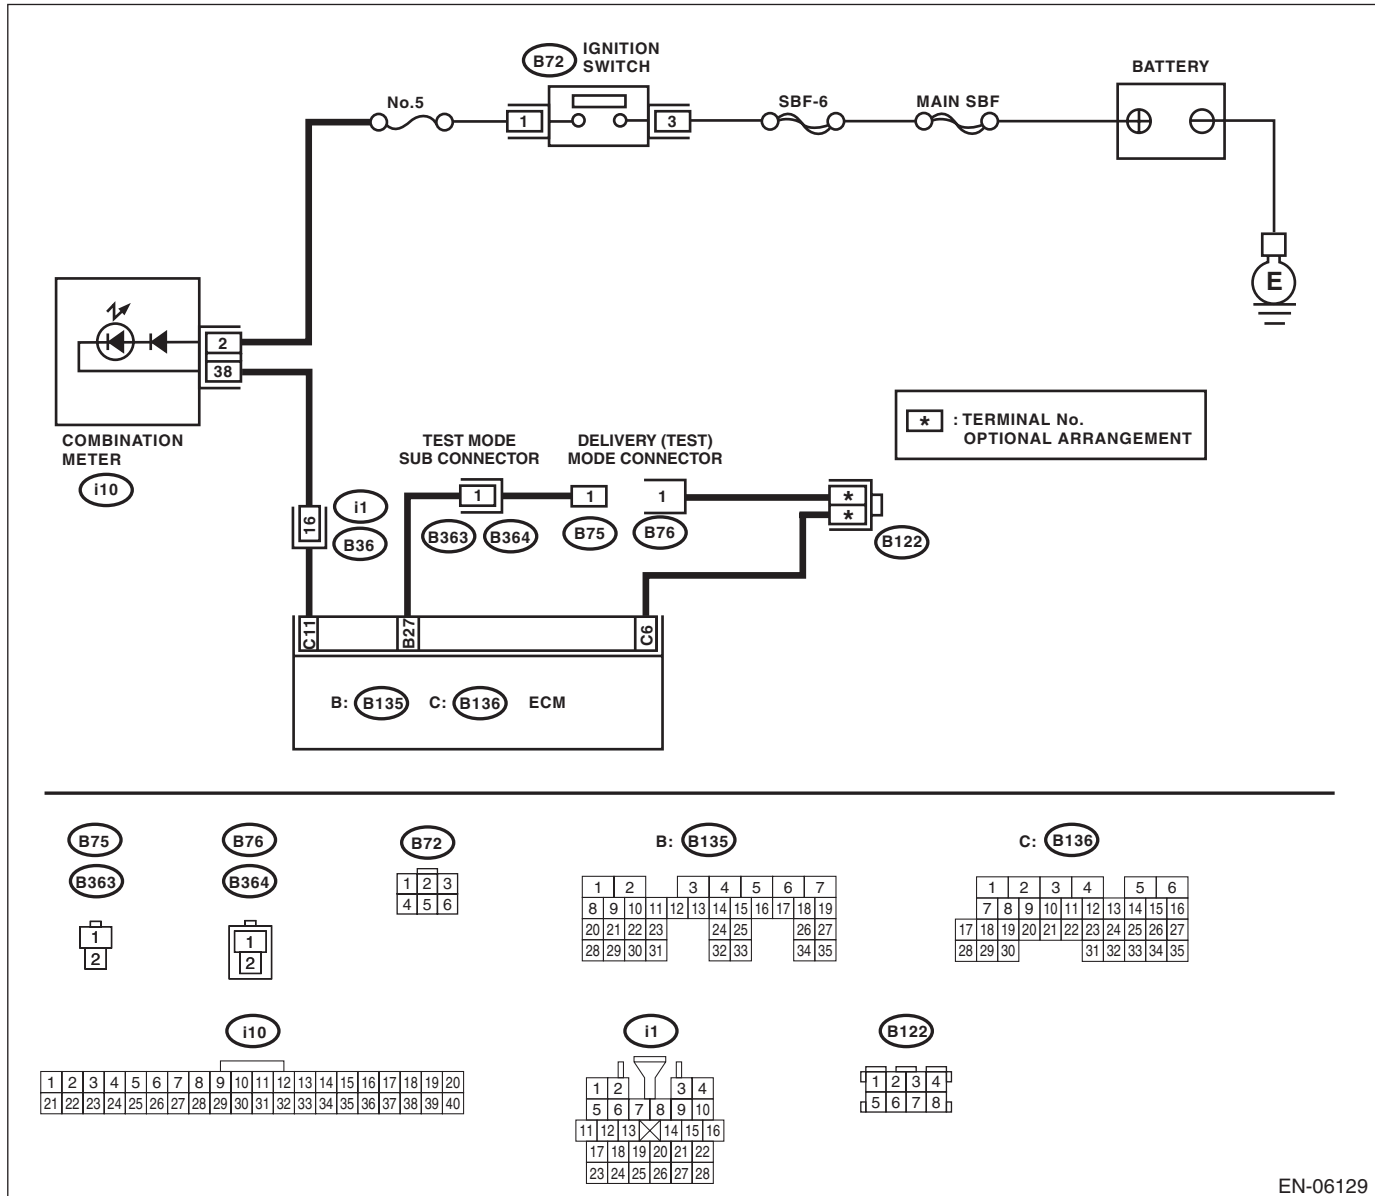 IGNITION
SWITCH
B72
BATTERY
No.5
1
3
SBF-6
MAIN SBF
E
2
38
COMBINATION
METER
i10
* : TERMINAL No.
OPTIONAL ARRANGEMENT
TEST MODE
SUB CONNECTOR
DELIVERY (TEST)
MODE CONNECTOR
16
i1
B36
1
1
1
*
*
B363
B364
B75
B76
B122
C11
B27
C6
B: B135 C: B136 ECM
B75
B363
1
2
B76
B364
1
2
B72
1 2 3
4 5 6
B: B135
1 2 3 4 5 6 7
8 9 10 11 12 13 14 15 16 17 18 19
20 21 22 23 24 25 26 27
28 29 30 31 32 33 34 35
C: B136
1 2 3 4 5 6
7 8 9 10 11 12 13 14 15 16
17 18 19 20 21 22 23 24 25 26 27
28 29 30 31 32 33 34 35
i10
1 2 3 4 5 6 7 8 9 10 11 12 13 14 15 16 17 18 19 20
21 22 23 24 25 26 27 28 29 30 31 32 33 34 35 36 37 38 39 40
i1
1 2 3 4
5 6 7 8 9 10
11 12 13 14 15 16
17 18 19 20 21 22
23 24 25 26 27 28
B122
1 2 3 4
5 6 7 8
EN-06129